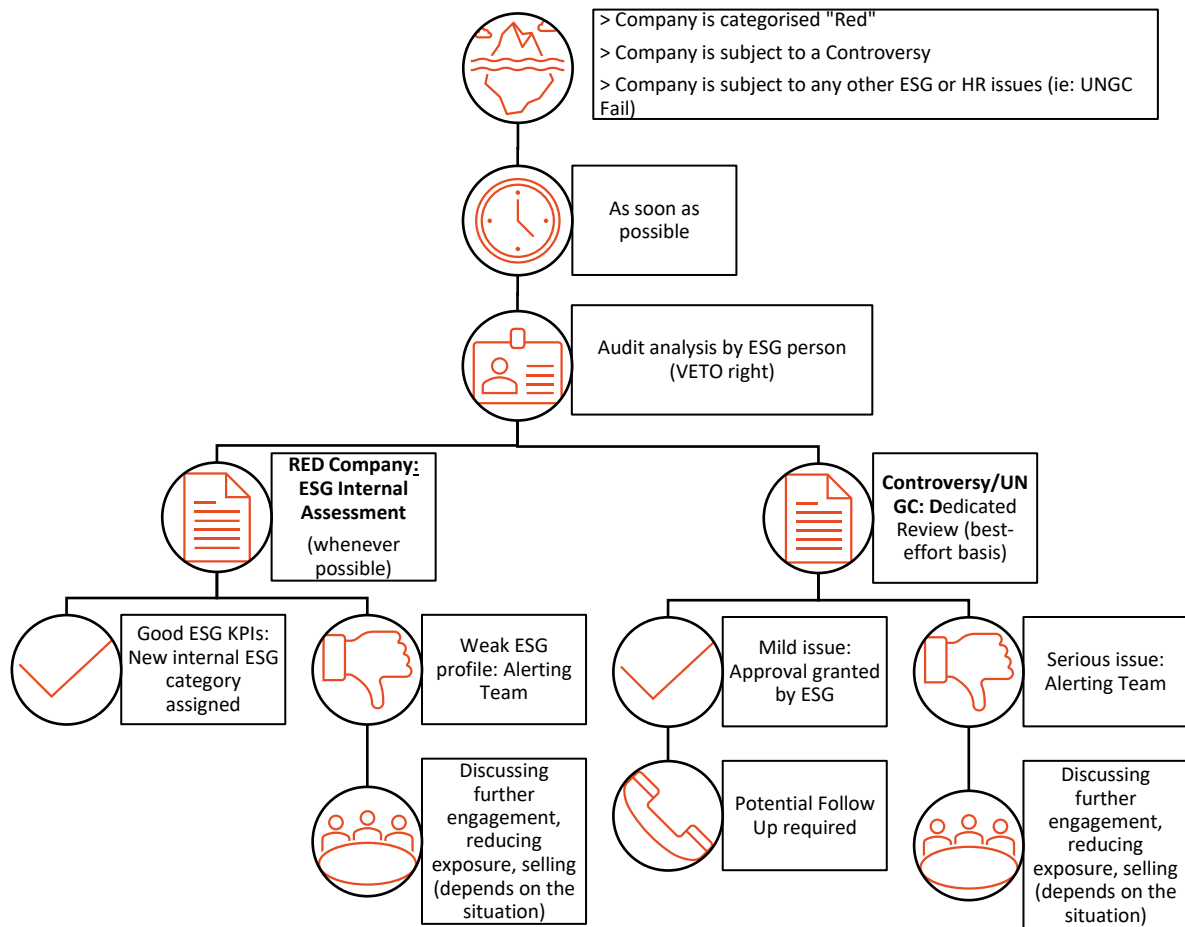 > Company is categorised "Red"
> Company is subject to a Controversy
> Company is subject to any other ESG or HR issues (ie: UNGC
Fail)
As soon as
possible
Audit analysis by ESG person
(VETO right)
RED Company:
ESG Internal
Assessment
(whenever
possible)
Controversy/UN
GC: Dedicated
Review (best-
effort basis)
Good ESG KPIs:
New internal ESG
category
assigned
Weak ESG
profile: Alerting
Team
Mild issue:
Approval granted
by ESG
Serious issue:
Alerting Team
Discussing
further
engagement,
reducing
exposure, selling
(depends on the
situation)
Potential Follow
Up required
Discussing
further
engagement,
reducing
exposure, selling
(depends on the
situation)